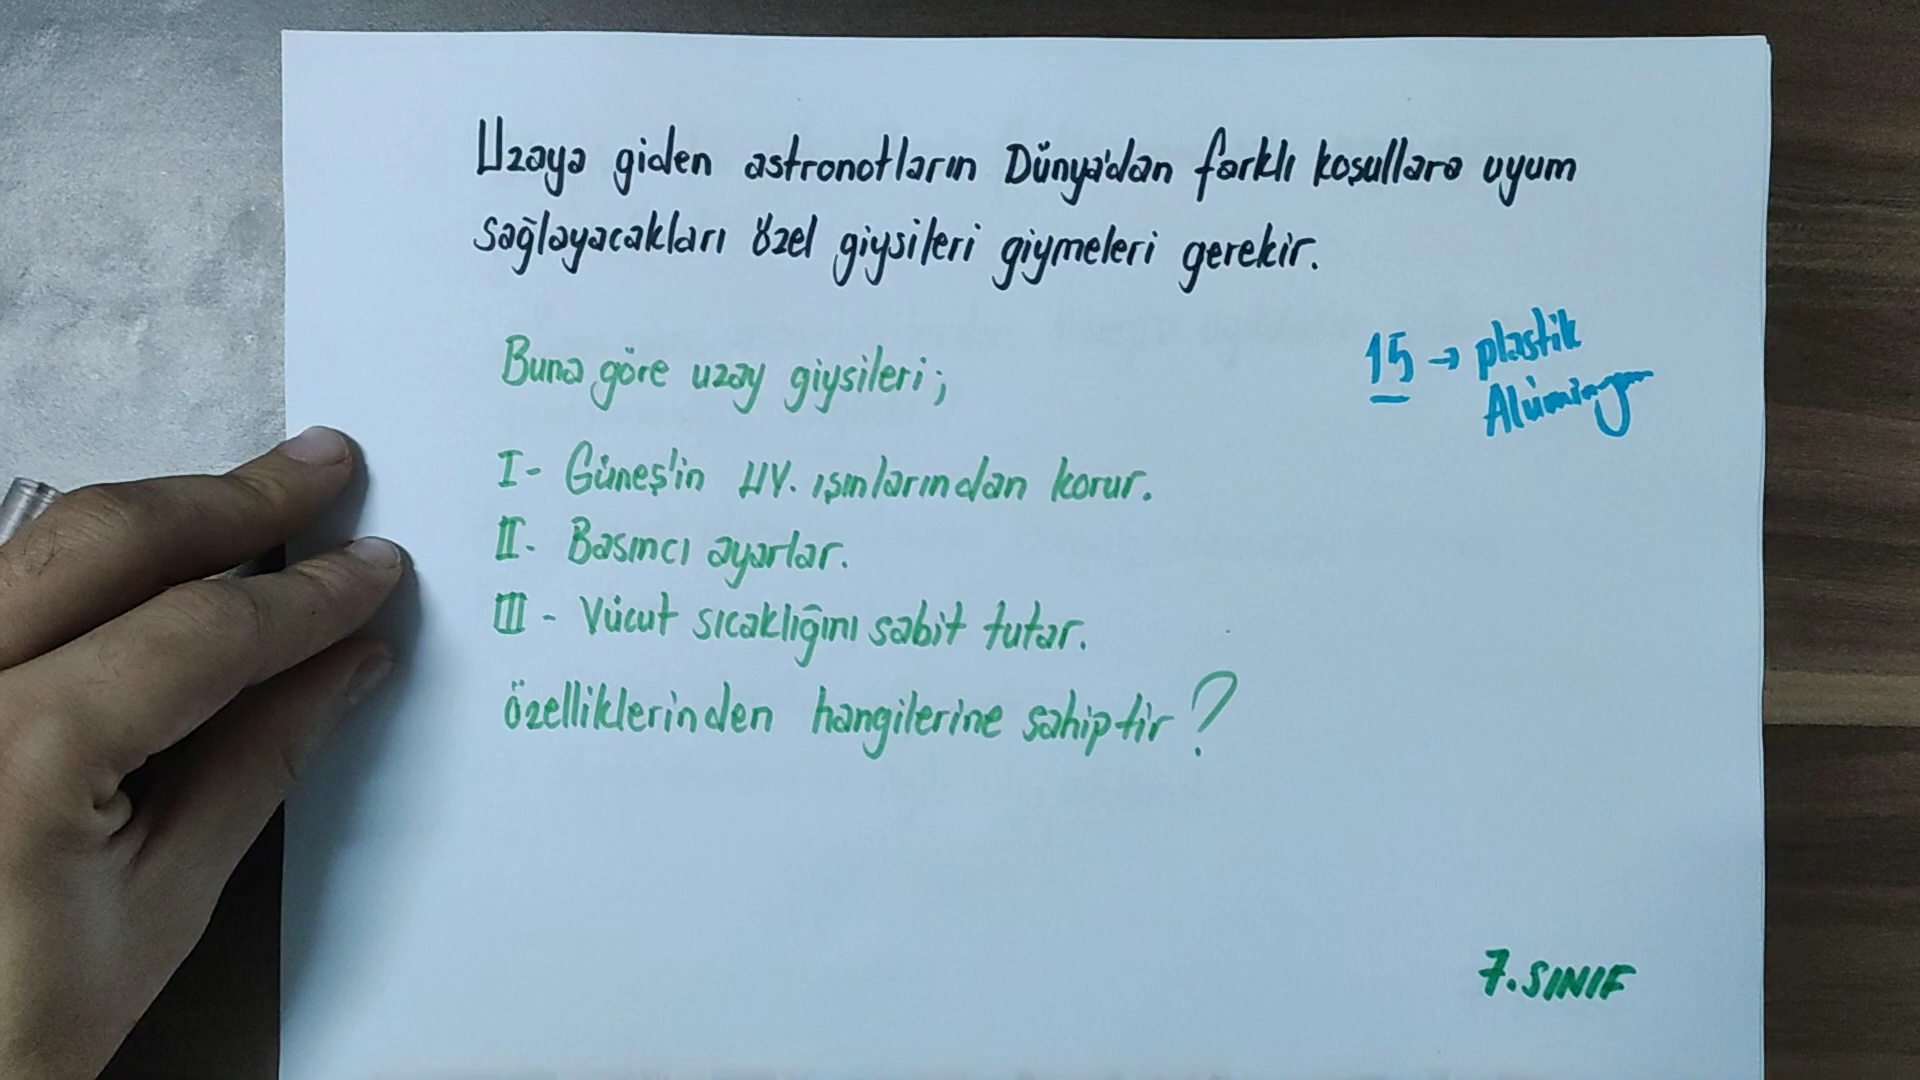 Uzaya giden astronotların Dünya'dan farklı koşullara uyum
sağlayacakları özel giysileri giymeleri gerekir.
Buna göre uzay giysileri;
15 → plastik
Alüminyum
I- Güneş'in UV. ışınlarından korur.
II- Basıncı ayarlar.
III- Vücut sıcaklığını sabit tutar.
özelliklerinden hangilerine sahiptir?
7.SINIF